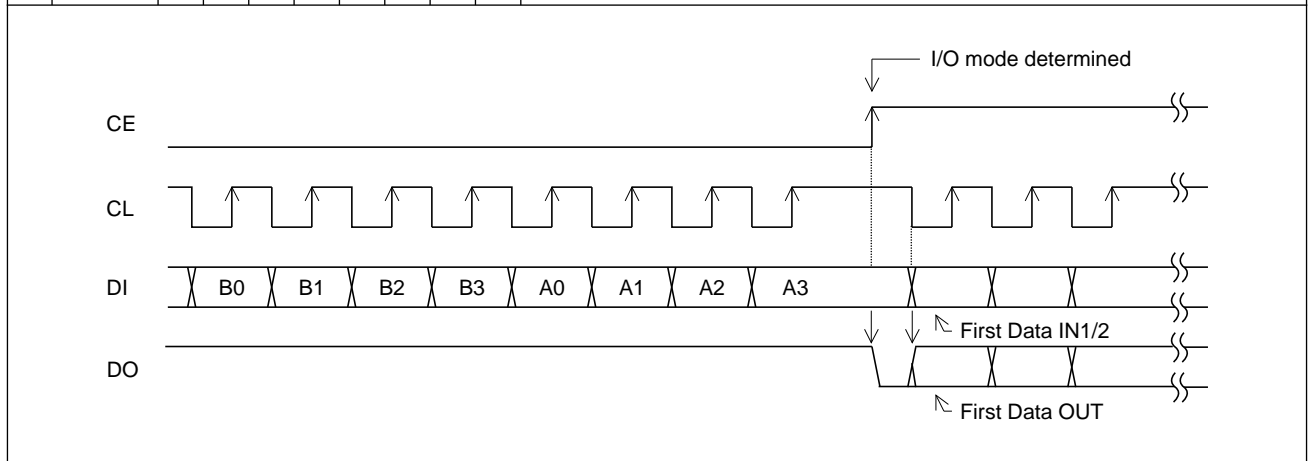 I/O mode determined
CE
CL
DI B0 B1 B2 B3 A0 A1 A2 A3
First Data IN1/2
DO
First Data OUT